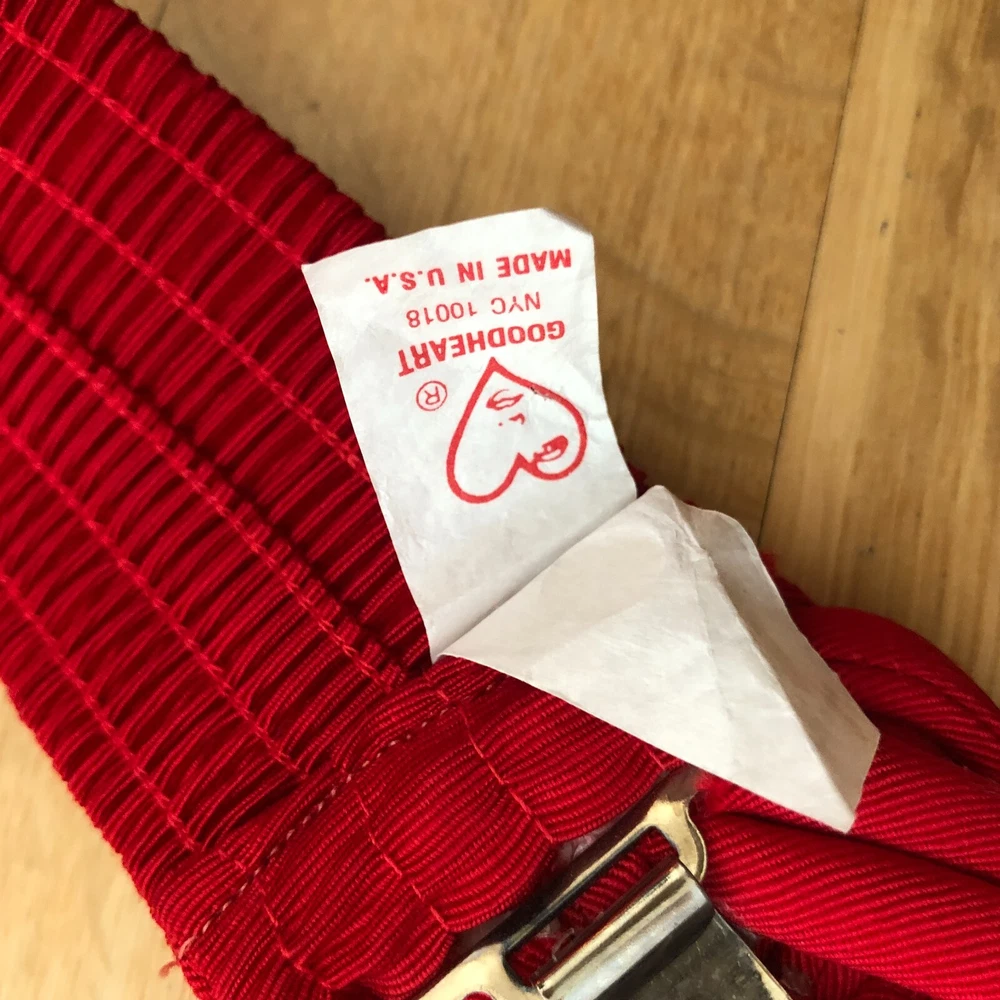 ®
GOODHEART
NYC 10018
MADE IN U.S.A.